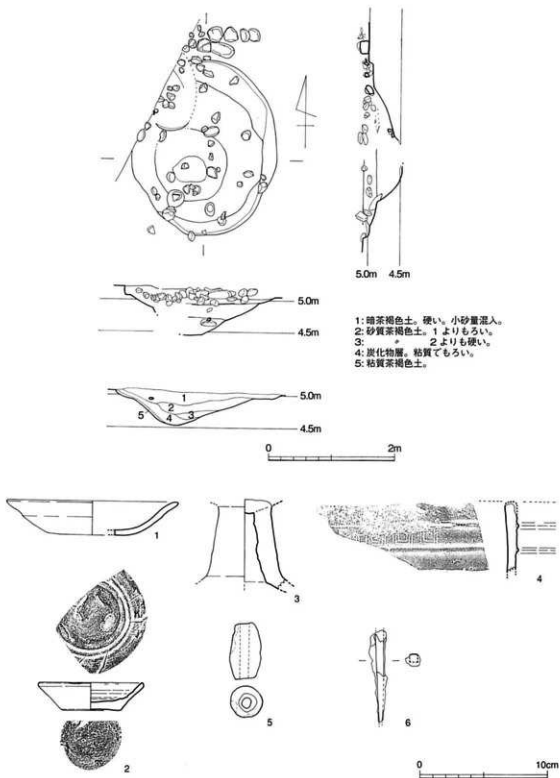 5.0m 4.5m
5.0m
4.5m
1:暗茶褐色土。硬い。小砂量混入。
2:砂質茶褐色土。1よりもろい。
3: 〃 2よりも硬い。
4:炭化物層。粘質でもろい。
5:粘質茶褐色土。
1
2
3
4
5
5.0m
4.5m
0 2m
1
2
3
4
5
6
0 10cm